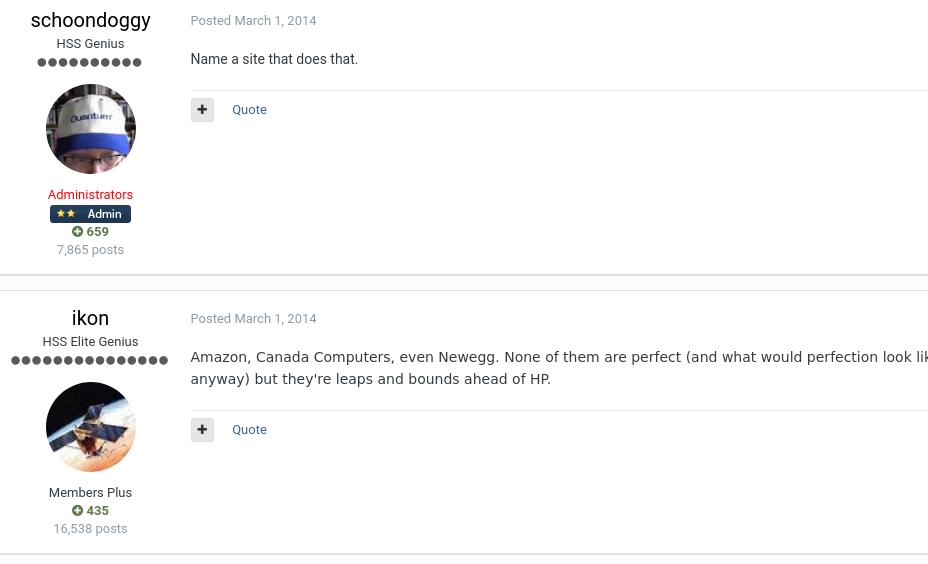 schoondoggy
HSS Genius
Quantum
Administrators
Admin
659
7,865 posts
Posted March 1, 2014
Name a site that does that.
+ Quote
ikon
HSS Elite Genius
Members Plus
435
16,538 posts
Posted March 1, 2014
Amazon, Canada Computers, even Newegg. None of them are perfect (and what would perfection look
anyway) but they're leaps and bounds ahead of HP.
+ Quote